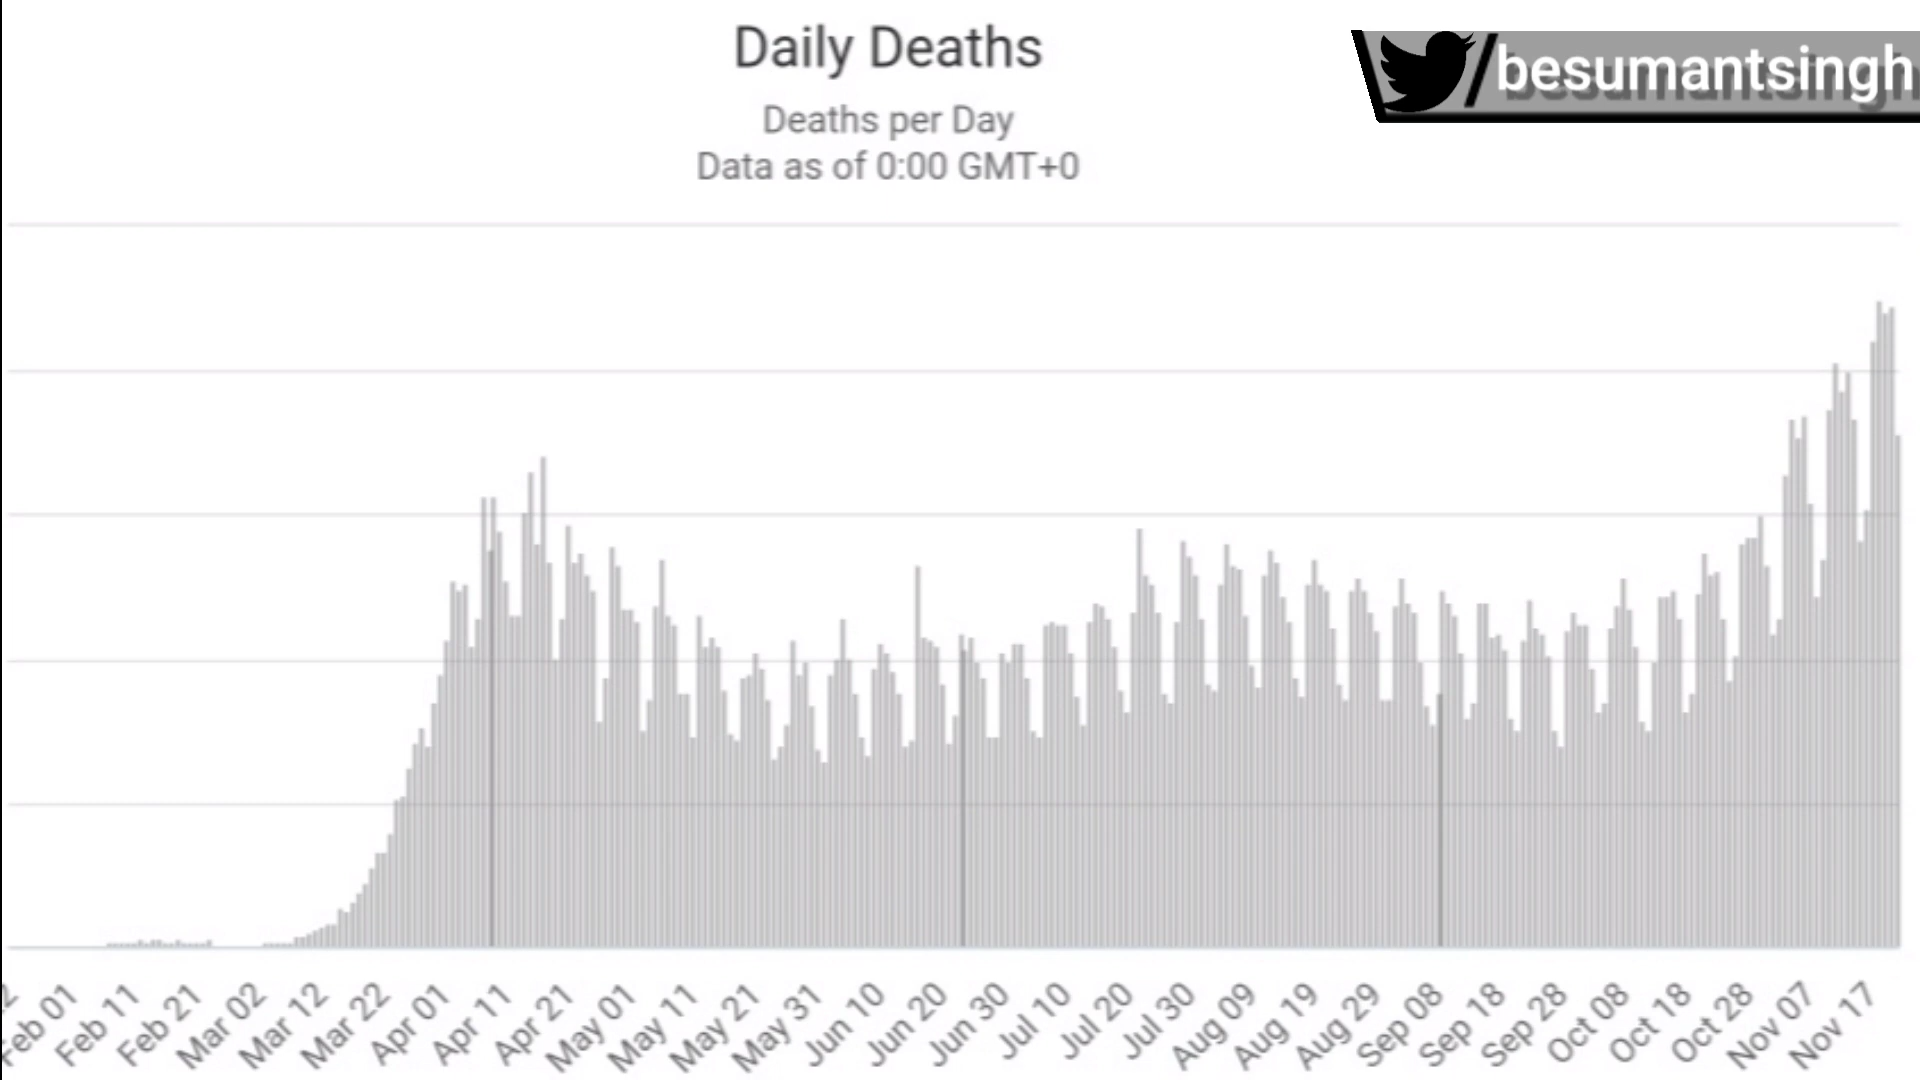 Daily Deaths
/besumantsingh
Deaths per Day
Data as of 0:00 GMT+0
Feb 01
Feb 11
Feb 21
Mar 02
Mar 12
Mar 22
Apr 01
Apr 11
Apr 21
May 01
May 11
May 21
May 31
Jun 10
Jun 20
Jun 30
Jul 10
Jul 20
Jul 30
Aug 09
Aug 19
Aug 29
Sep 08
Sep 18
Sep 28
Oct 08
Oct 18
Oct 28
Nov 07
Nov 17